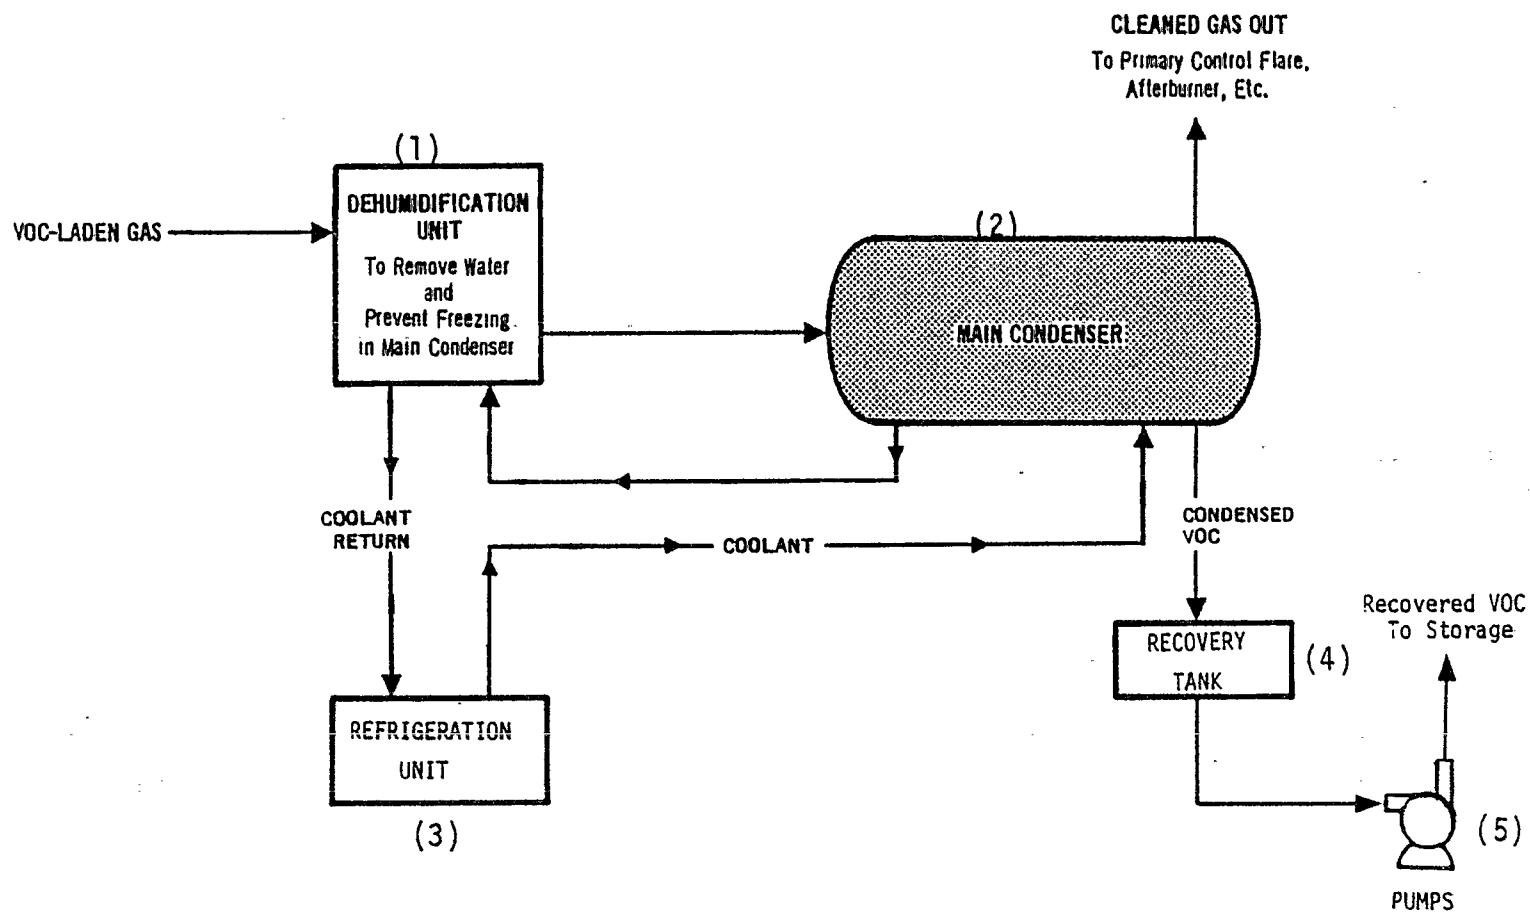 CLEANED GAS OUT
To Primary Control Flare,
Afterburner, Etc.
(1)
DEHUMIDIFICATION
UNIT
To Remove Water
and
Prevent Freezing
in Main Condenser
VOC-LADEN GAS
(2)
MAIN CONDENSER
COOLANT
RETURN
COOLANT
CONDENSED
VOC
RECOVERY
TANK
(4)
Recovered VOC
To Storage
REFRIGERATION
UNIT
(3)
(5)
PUMPS